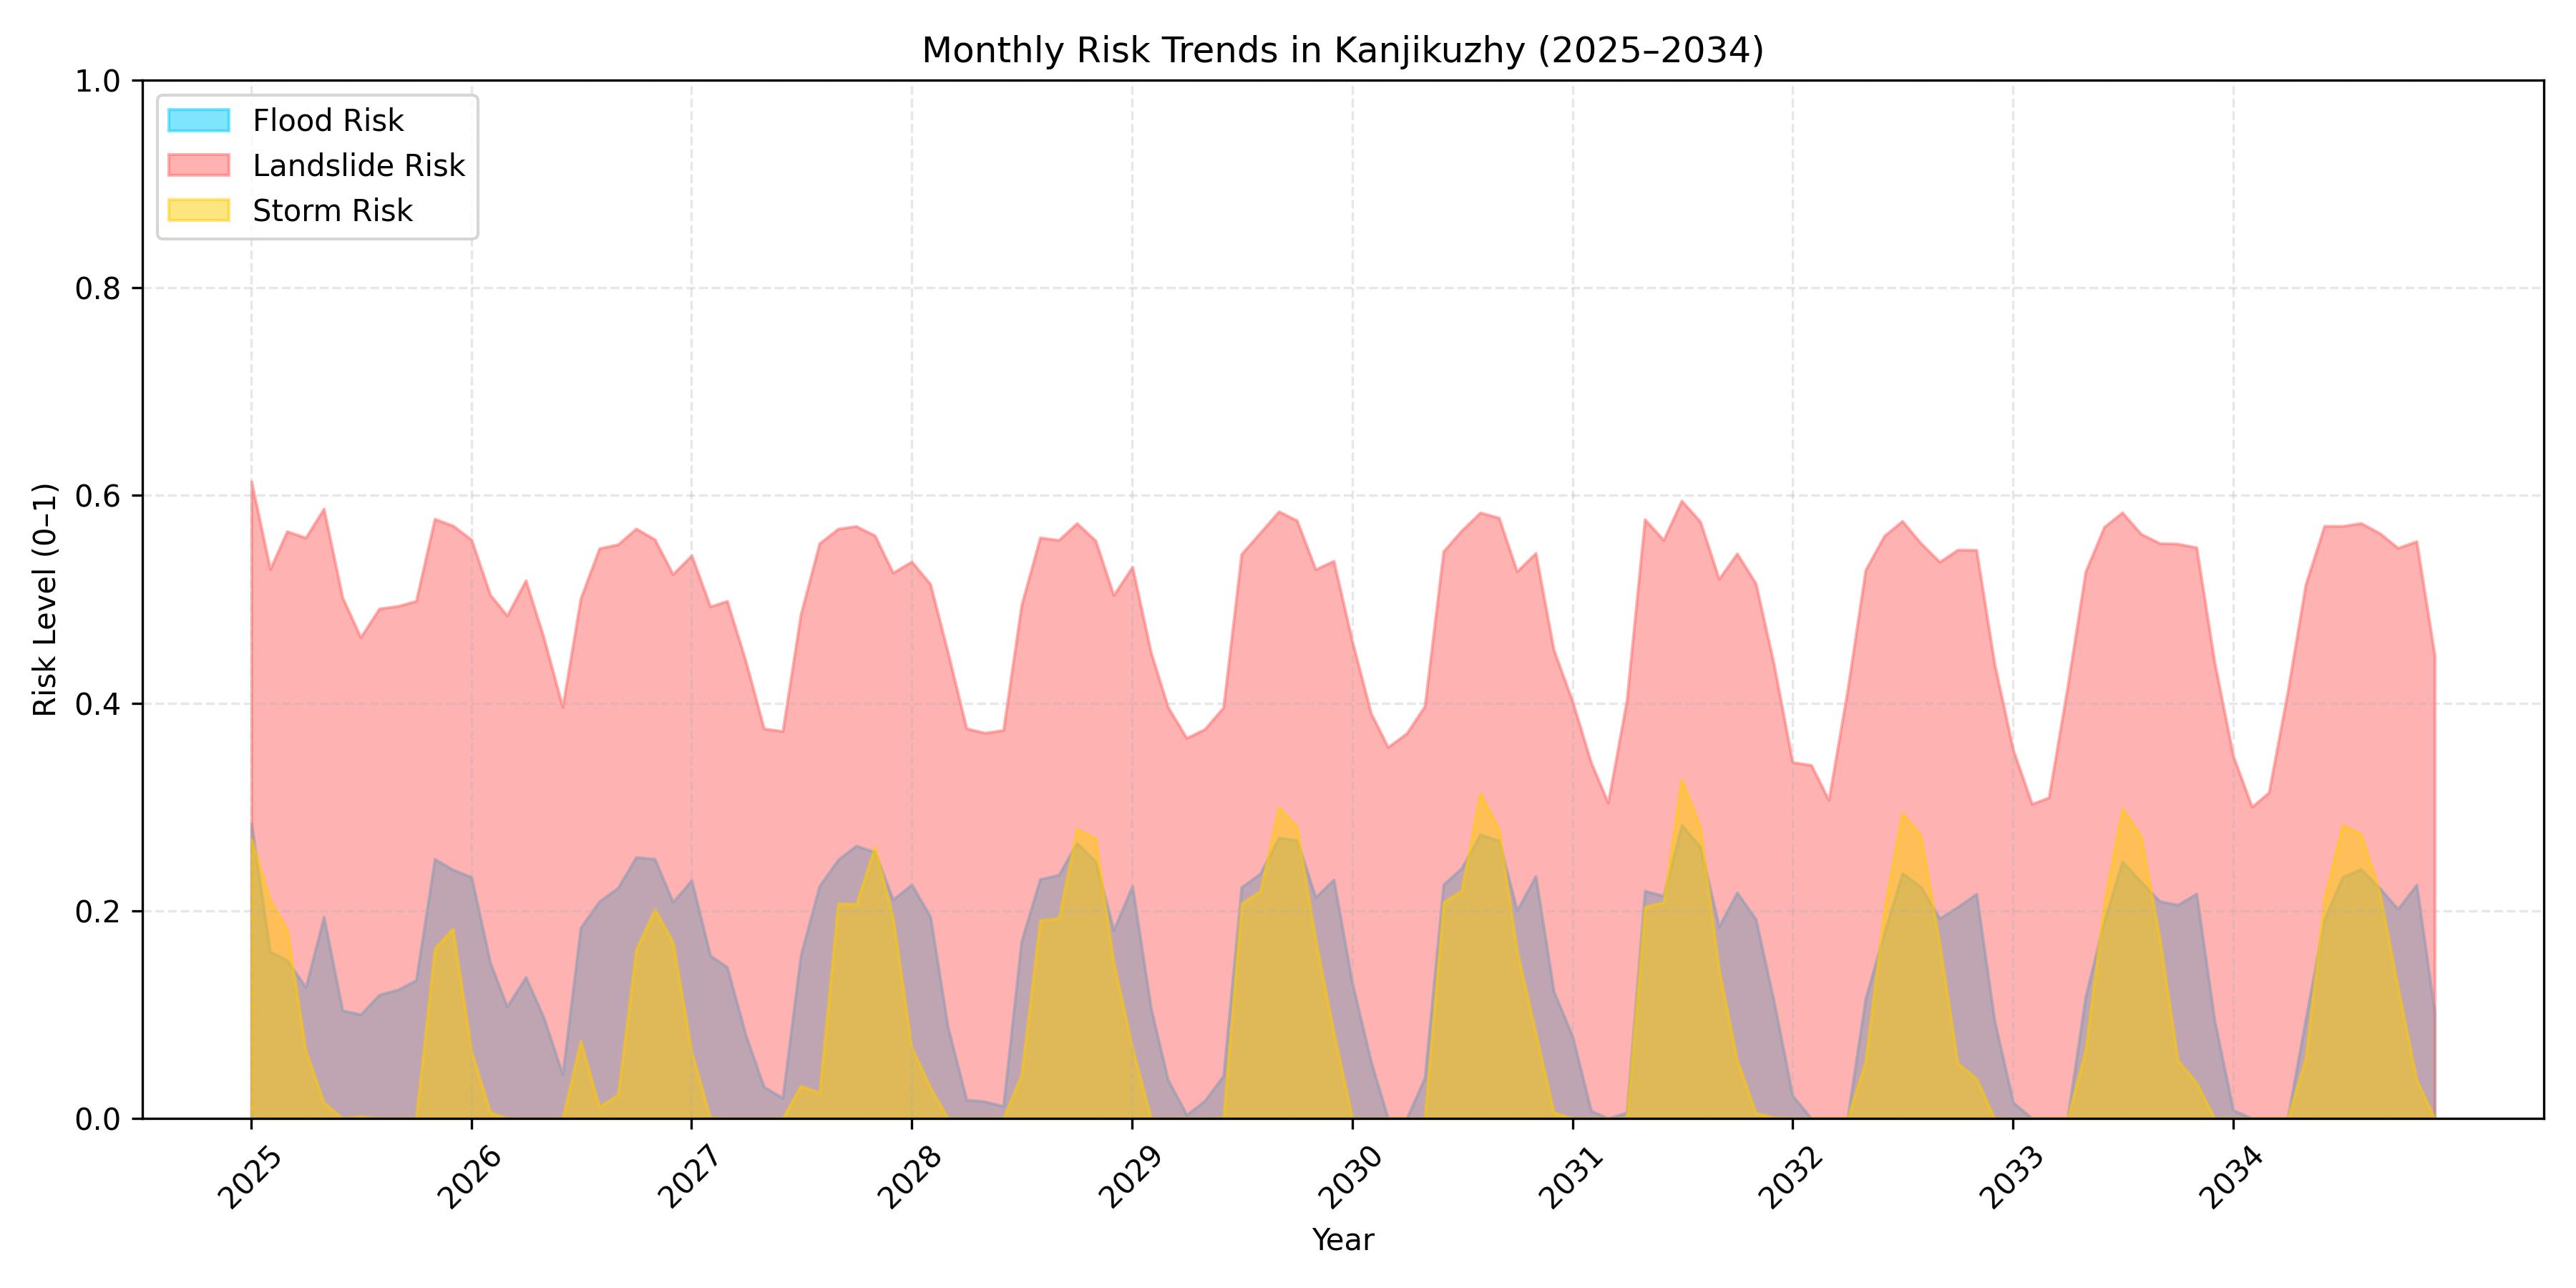 Monthly Risk Trends in Kanjikuzhy (2025–2034)
Flood Risk
Landslide Risk
Storm Risk
Risk Level (0–1)
1.0
0.8
0.6
0.4
0.2
0.0
2025
2026
2027
2028
2029
2030
2031
2032
2033
2034
Year